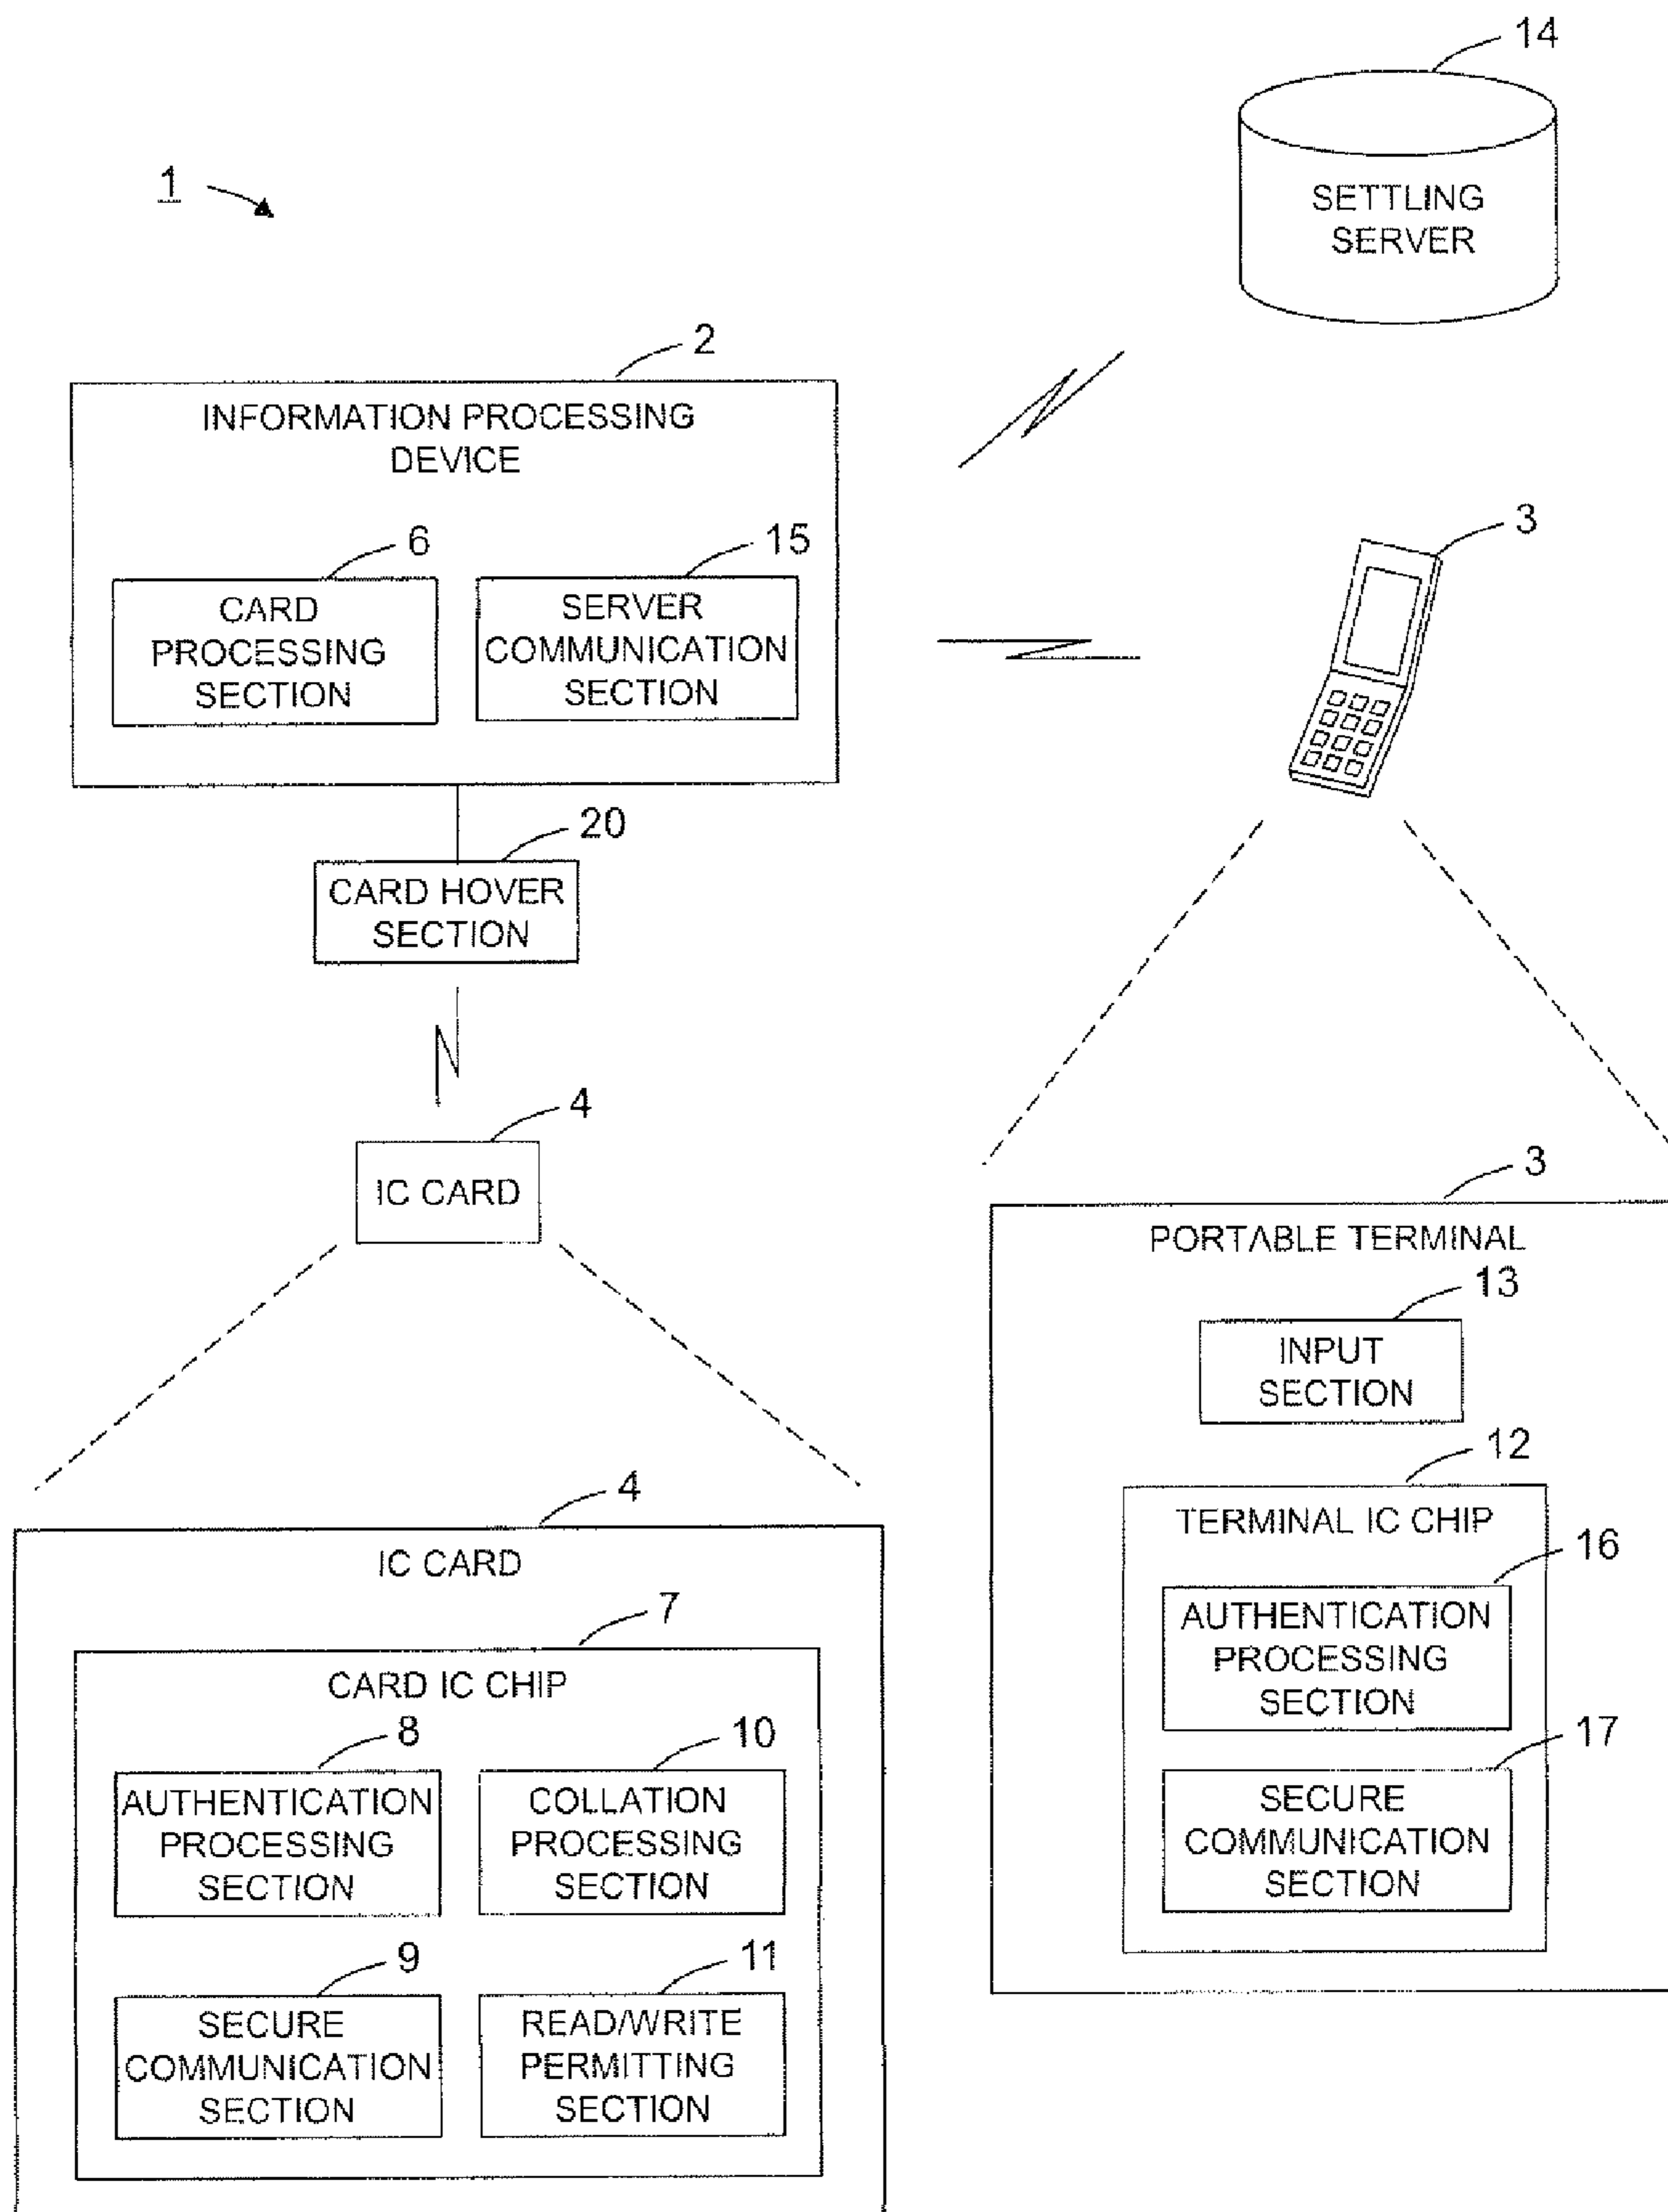 14
1
SETTLING
SERVER
2
INFORMATION PROCESSING
DEVICE
6
15
CARD
PROCESSING
SECTION
SERVER
COMMUNICATION
SECTION
3
20
CARD HOVER
SECTION
4
IC CARD
3
PORTABLE TERMINAL
13
INPUT
SECTION
12
TERMINAL IC CHIP
16
AUTHENTICATION
PROCESSING
SECTION
17
SECURE
COMMUNICATION
SECTION
4
IC CARD
7
CARD IC CHIP
8
10
AUTHENTICATION
PROCESSING
SECTION
COLLATION
PROCESSING
SECTION
9
11
SECURE
COMMUNICATION
SECTION
READ/WRITE
PERMITTING
SECTION